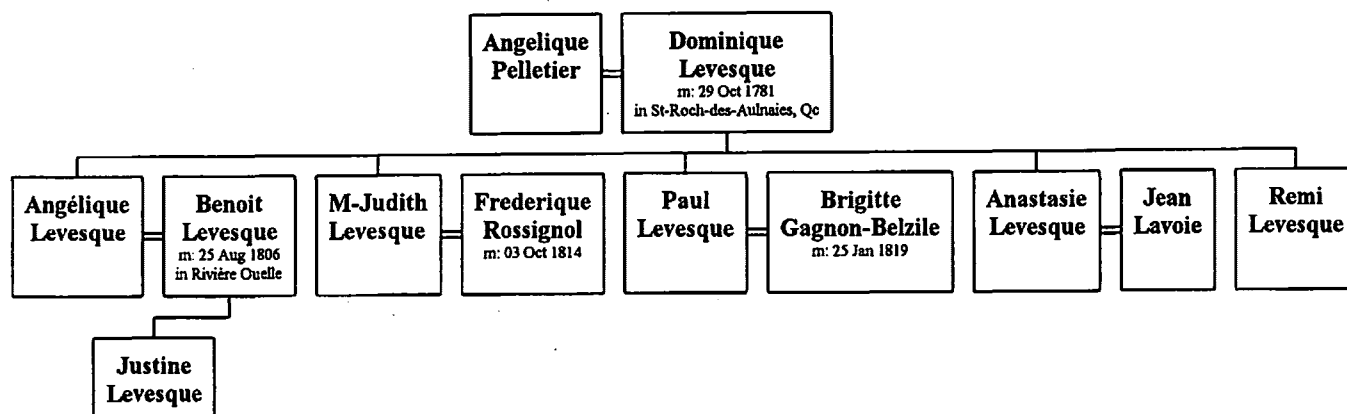 Angelique
Pelletier
Dominique
Levesque
m: 29 Oct 1781
in St-Roch-des-Aulnaies, Qc
Angélique
Levesque
Benoit
Levesque
m: 25 Aug 1806
in Rivière Ouelle
M-Judith
Levesque
Frederique
Rossignol
m: 03 Oct 1814
Paul
Levesque
Brigitte
Gagnon-Belzile
m: 25 Jan 1819
Anastasie
Levesque
Jean
Lavoie
Remi
Levesque
Justine
Levesque